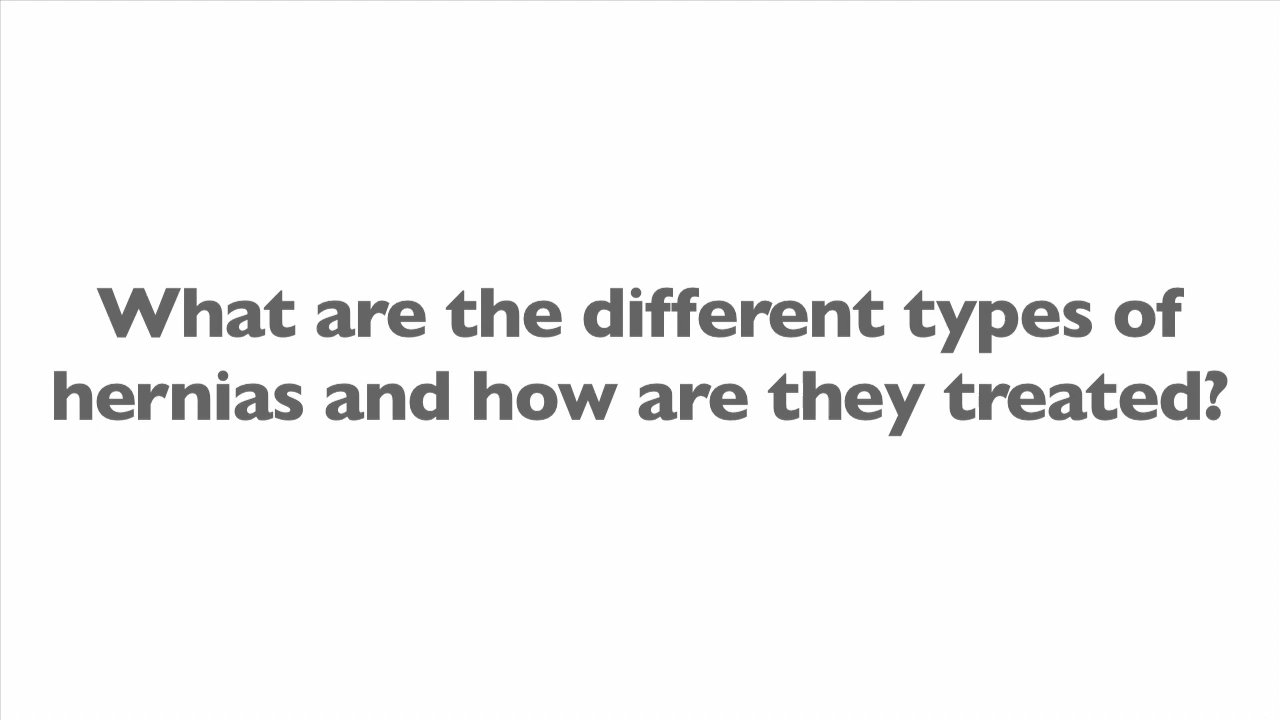 What are the different types of
hernias and how are they treated?